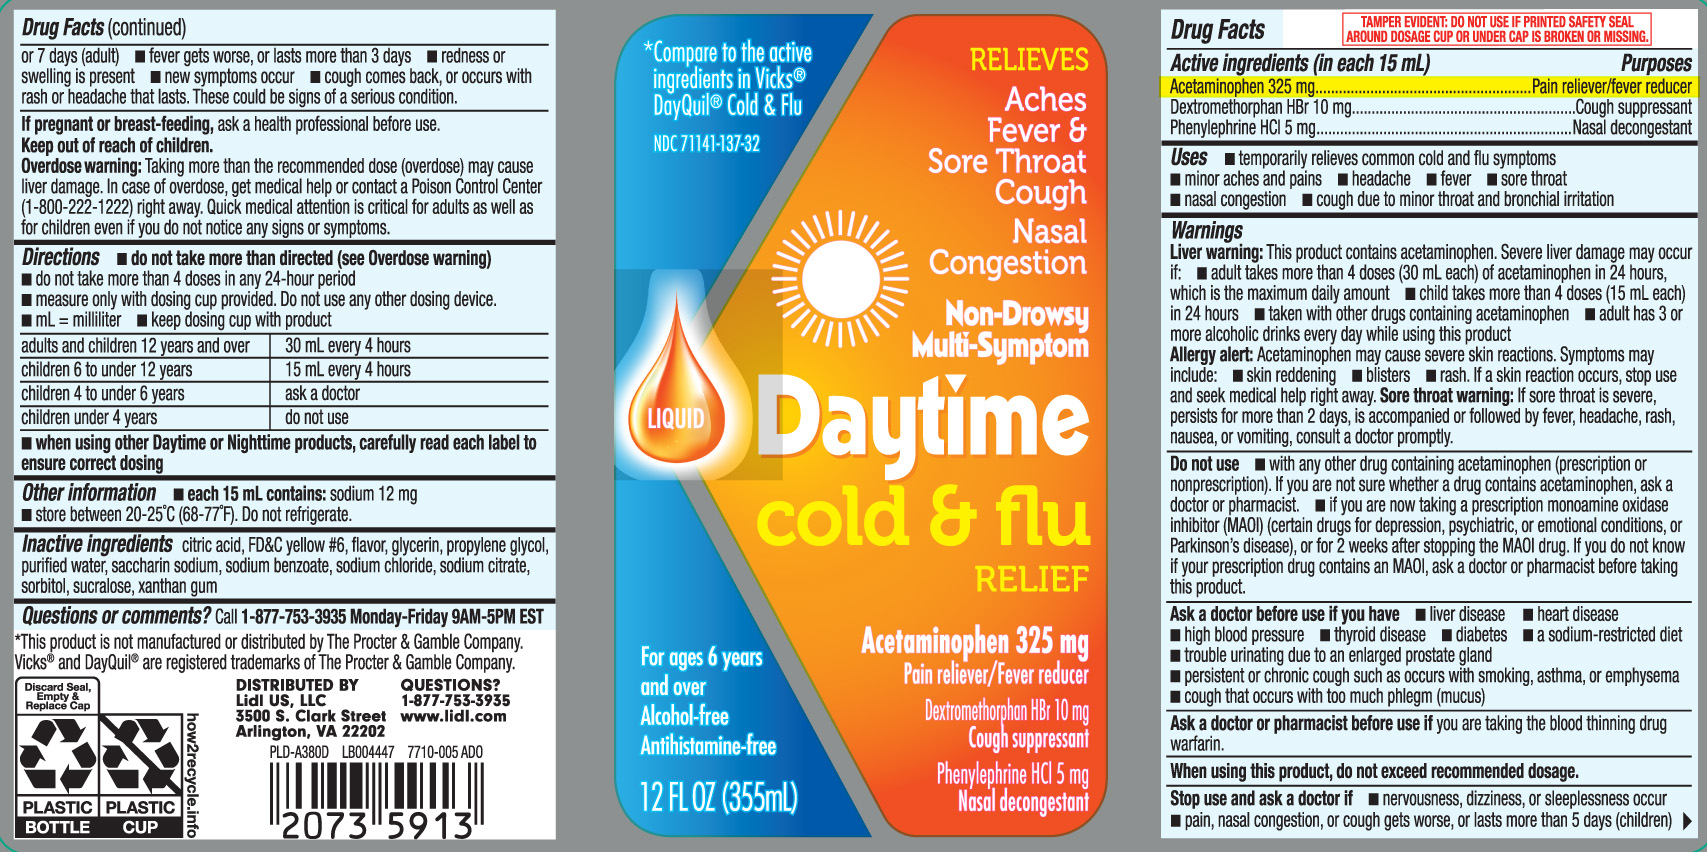 Drug Facts (continued)
or 7 days (adult) ■ fever gets worse, or lasts more than 3 days ■ redness or
swelling is present ■ new symptoms occur ■ cough comes back, or occurs with
rash or headache that lasts. These could be signs of a serious condition.
If pregnant or breast-feeding, ask a health professional before use.
Keep out of reach of children.
Overdose warning: Taking more than the recommended dose (overdose) may cause
liver damage. In case of overdose, get medical help or contact a Poison Control Center
(1-800-222-1222) right away. Quick medical attention is critical for adults as well as
for children even if you do not notice any signs or symptoms.
Directions ■ do not take more than directed (see Overdose warning)
■ do not take more than 4 doses in any 24-hour period
■ measure only with dosing cup provided. Do not use any other dosing device.
■ mL = milliliter ■ keep dosing cup with product
adults and children 12 years and over 30 mL every 4 hours
children 6 to under 12 years 15 mL every 4 hours
children 4 to under 6 years ask a doctor
children under 4 years do not use
■ when using other Daytime or Nighttime products, carefully read each label to
ensure correct dosing
Other information ■ each 15 mL contains: sodium 12 mg
■ store between 20-25°C (68-77°F). Do not refrigerate.
Inactive ingredients citric acid, FD&C yellow #6, flavor, glycerin, propylene glycol,
purified water, saccharin sodium, sodium benzoate, sodium chloride, sodium citrate,
sorbitol, sucralose, xanthan gum
Questions or comments? Call 1-877-753-3935 Monday-Friday 9AM-5PM EST
*This product is not manufactured or distributed by The Procter & Gamble Company.
Vicks® and DayQuil® are registered trademarks of The Procter & Gamble Company.
Discard Seal,
Empty &
Replace Cap
PLASTIC PLASTIC
BOTTLE CUP
how2recycle.info
DISTRIBUTED BY
Lidl US, LLC
3500 S. Clark Street
Arlington, VA 22202
QUESTIONS?
1-877-753-3935
www.lidl.com
PLD-A380D LB004447 7710-005 ADO
2073 5913
*Compare to the active
ingredients in Vicks®
DayQuil® Cold & Flu
NDC 71141-137-32
RELIEVES
Aches
Fever &
Sore Throat
Cough
Nasal
Congestion
Non-Drowsy
Multi-Symptom
LIQUID
Daytime
cold & flu
RELIEF
Acetaminophen 325 mg
Pain reliever/Fever reducer
Dextromethorphan HBr 10 mg
Cough suppressant
Phenylephrine HCl 5 mg
Nasal decongestant
For ages 6 years
and over
Alcohol-free
Antihistamine-free
12 FL OZ (355mL)
Drug Facts
TAMPER EVIDENT: DO NOT USE IF PRINTED SAFETY SEAL
AROUND DOSAGE CUP OR UNDER CAP IS BROKEN OR MISSING.
Active ingredients (in each 15 mL) Purposes
Acetaminophen 325 mg....................................................Pain reliever/fever reducer
Dextromethorphan HBr 10 mg......................................................Cough suppressant
Phenylephrine HCl 5 mg..............................................................Nasal decongestant
Uses ■ temporarily relieves common cold and flu symptoms
■ minor aches and pains ■ headache ■ fever ■ sore throat
■ nasal congestion ■ cough due to minor throat and bronchial irritation
Warnings
Liver warning: This product contains acetaminophen. Severe liver damage may occur
if: ■ adult takes more than 4 doses (30 mL each) of acetaminophen in 24 hours,
which is the maximum daily amount ■ child takes more than 4 doses (15 mL each)
in 24 hours ■ taken with other drugs containing acetaminophen ■ adult has 3 or
more alcoholic drinks every day while using this product
Allergy alert: Acetaminophen may cause severe skin reactions. Symptoms may
include: ■ skin reddening ■ blisters ■ rash. If a skin reaction occurs, stop use
and seek medical help right away. Sore throat warning: If sore throat is severe,
persists for more than 2 days, is accompanied or followed by fever, headache, rash,
nausea, or vomiting, consult a doctor promptly.
Do not use ■ with any other drug containing acetaminophen (prescription or
nonprescription). If you are not sure whether a drug contains acetaminophen, ask a
doctor or pharmacist. ■ if you are now taking a prescription monoamine oxidase
inhibitor (MAOI) (certain drugs for depression, psychiatric, or emotional conditions, or
Parkinson's disease), or for 2 weeks after stopping the MAOI drug. If you do not know
if your prescription drug contains an MAOI, ask a doctor or pharmacist before taking
this product.
Ask a doctor before use if you have ■ liver disease ■ heart disease
■ high blood pressure ■ thyroid disease ■ diabetes ■ a sodium-restricted diet
■ trouble urinating due to an enlarged prostate gland
■ persistent or chronic cough such as occurs with smoking, asthma, or emphysema
■ cough that occurs with too much phlegm (mucus)
Ask a doctor or pharmacist before use if you are taking the blood thinning drug
warfarin.
When using this product, do not exceed recommended dosage.
Stop use and ask a doctor if ■ nervousness, dizziness, or sleeplessness occur
■ pain, nasal congestion, or cough gets worse, or lasts more than 5 days (children)